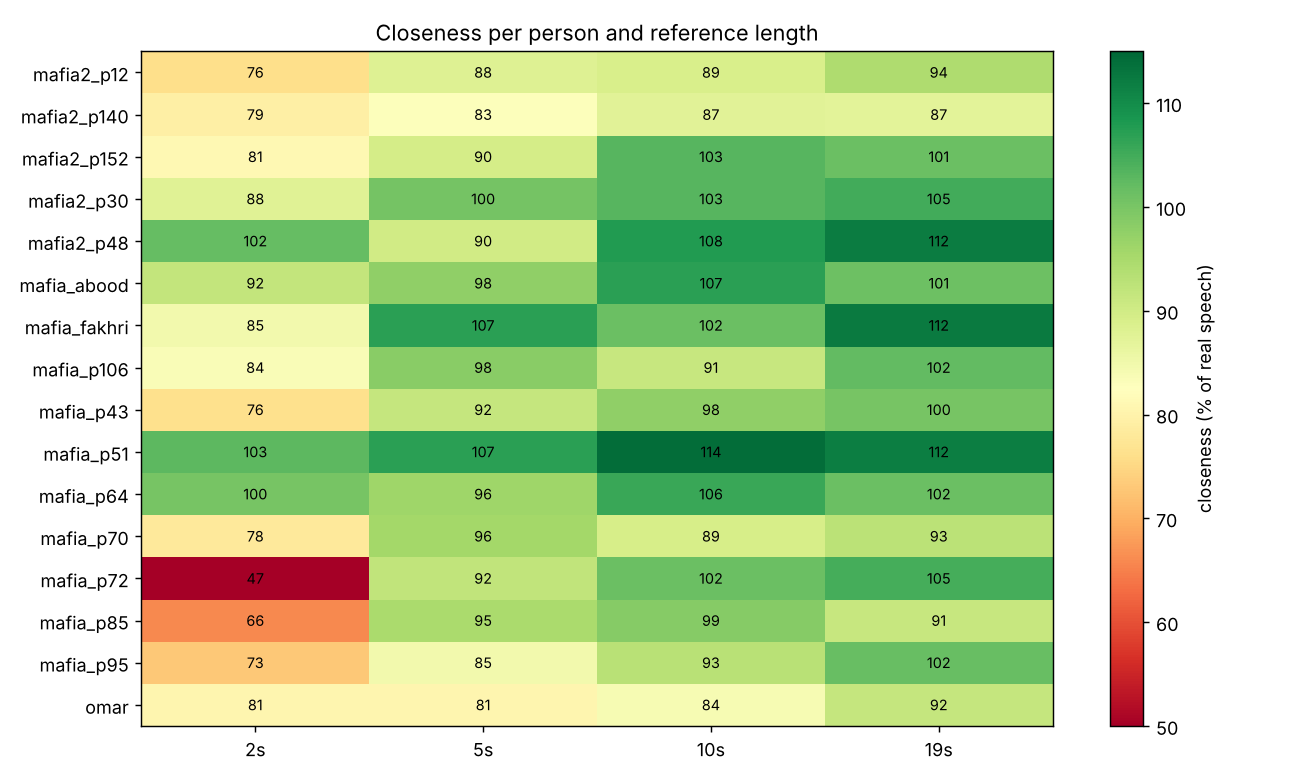 Closeness per person and reference length
mafia2_p12 76 88 89 94
mafia2_p140 79 83 87 87
mafia2_p152 81 90 103 101
mafia2_p30 88 100 103 105
mafia2_p48 102 90 108 112
mafia_abood 92 98 107 101
mafia_fakhri 85 107 102 112
mafia_p106 84 98 91 102
mafia_p43 76 92 98 100
mafia_p51 103 107 114 112
mafia_p64 100 96 106 102
mafia_p70 78 96 89 93
mafia_p72 47 92 102 105
mafia_p85 66 95 99 91
mafia_p95 73 85 93 102
omar 81 81 84 92
2s 5s 10s 19s
110
100
90
80
70
60
50
closeness (% of real speech)